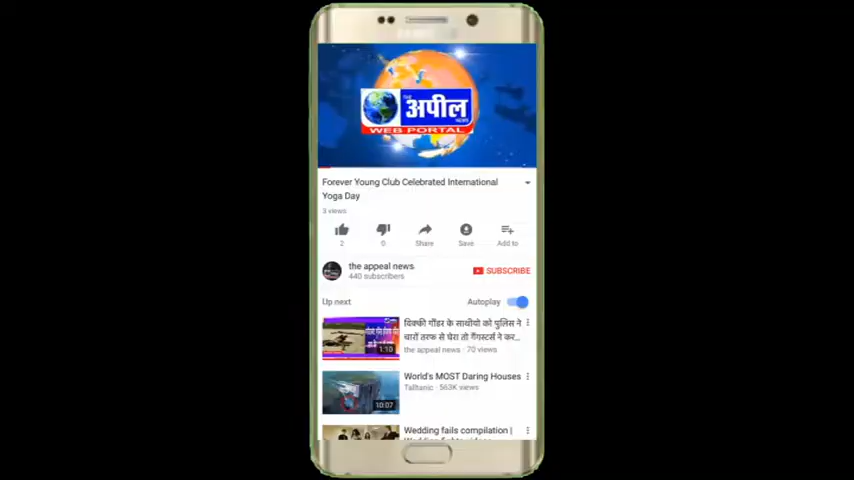 THE
अपील
NEWS
WEB PORTAL
Forever Young Club Celebrated International
Yoga Day
3 views
2
0
Share
Save
Add to
the appeal news
440 subscribers
SUBSCRIBE
Up next
Autoplay
विक्की गौंडर के साथीयो को पुलिस ने
चारों तरफ से घेरा तो गैंगस्टर्स ने कर...
the appeal news · 70 views
1:10
World's MOST Daring Houses
Talltanic · 563K views
10:07
Wedding fails compilation |